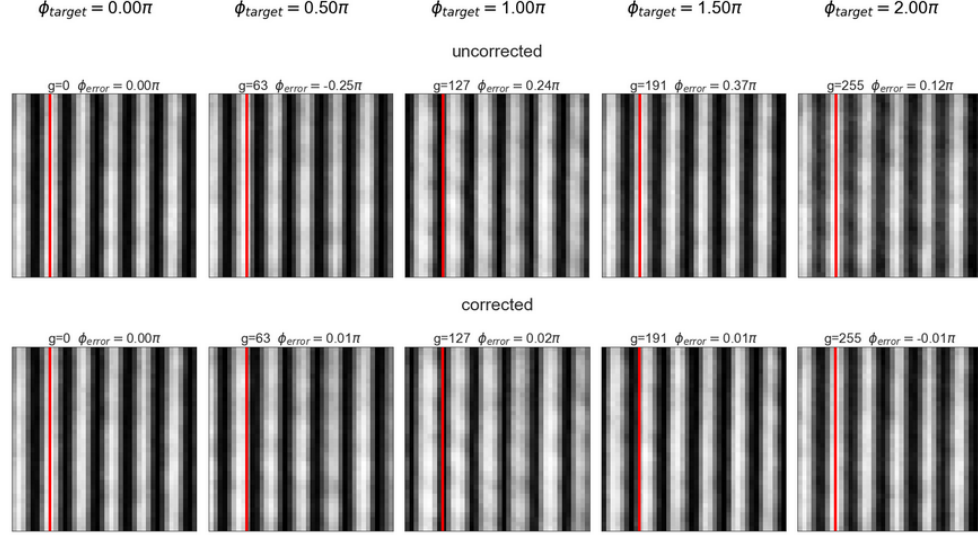 ϕtarget = 0.00π ϕtarget = 0.50π ϕtarget = 1.00π ϕtarget = 1.50π ϕtarget = 2.00π
uncorrected
g=0 ϕerror = 0.00π g=63 ϕerror = -0.25π g=127 ϕerror = 0.24π g=191 ϕerror = 0.37π g=255 ϕerror = 0.12π
corrected
g=0 ϕerror = 0.00π g=63 ϕerror = 0.01π g=127 ϕerror = 0.02π g=191 ϕerror = 0.01π g=255 ϕerror = -0.01π